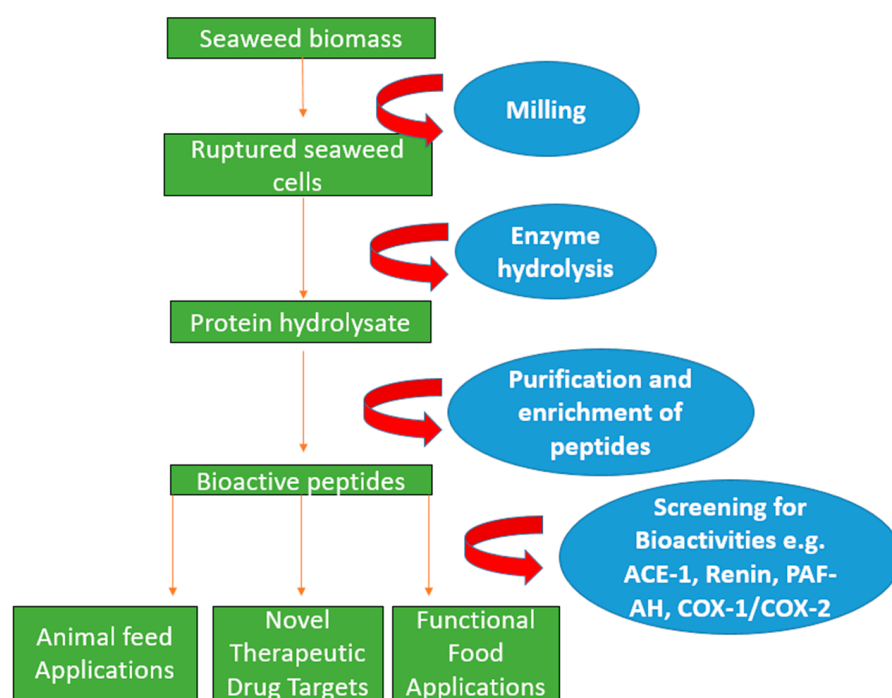 Seaweed biomass
Milling
Ruptured seaweed
cells
Enzyme
hydrolysis
Protein hydrolysate
Purification and
enrichment of
peptides
Bioactive peptides
Screening for
Bioactivities e.g.
ACE-1, Renin, PAF-
AH, COX-1/COX-2
Animal feed
Applications
Novel
Therapeutic
Drug Targets
Functional
Food
Applications